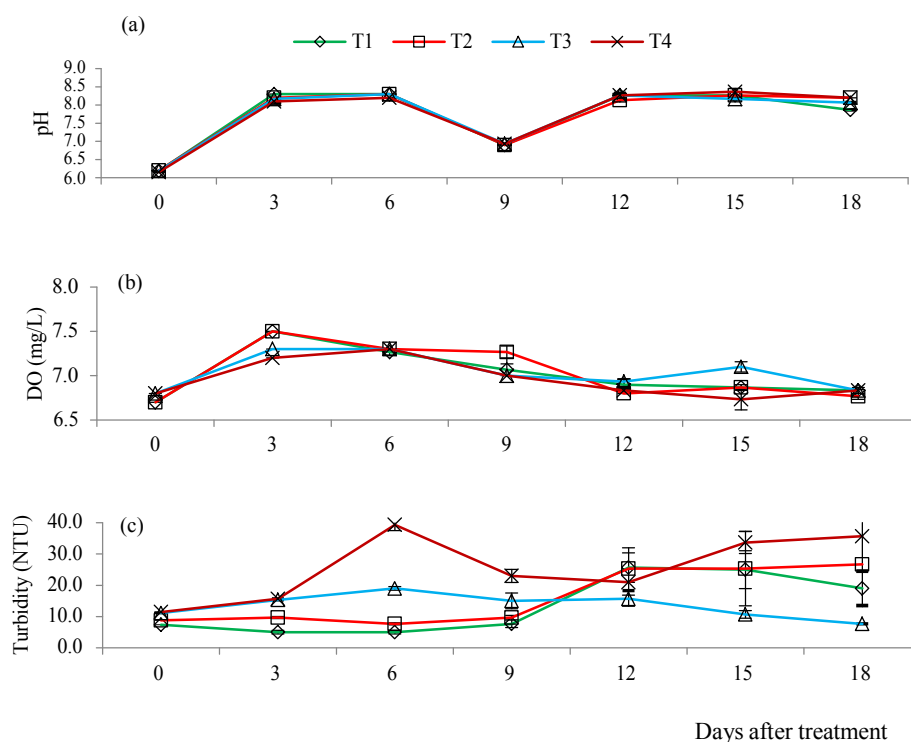 (a)
T1 T2 T3 T4
9.0
8.5
8.0
7.5
7.0
6.5
6.0
pH
0 3 6 9 12 15 18
(b)
8.0
7.5
7.0
6.5
DO (mg/L)
0 3 6 9 12 15 18
(c)
40.0
30.0
20.0
10.0
0.0
Turbidity (NTU)
0 3 6 9 12 15 18
Days after treatment